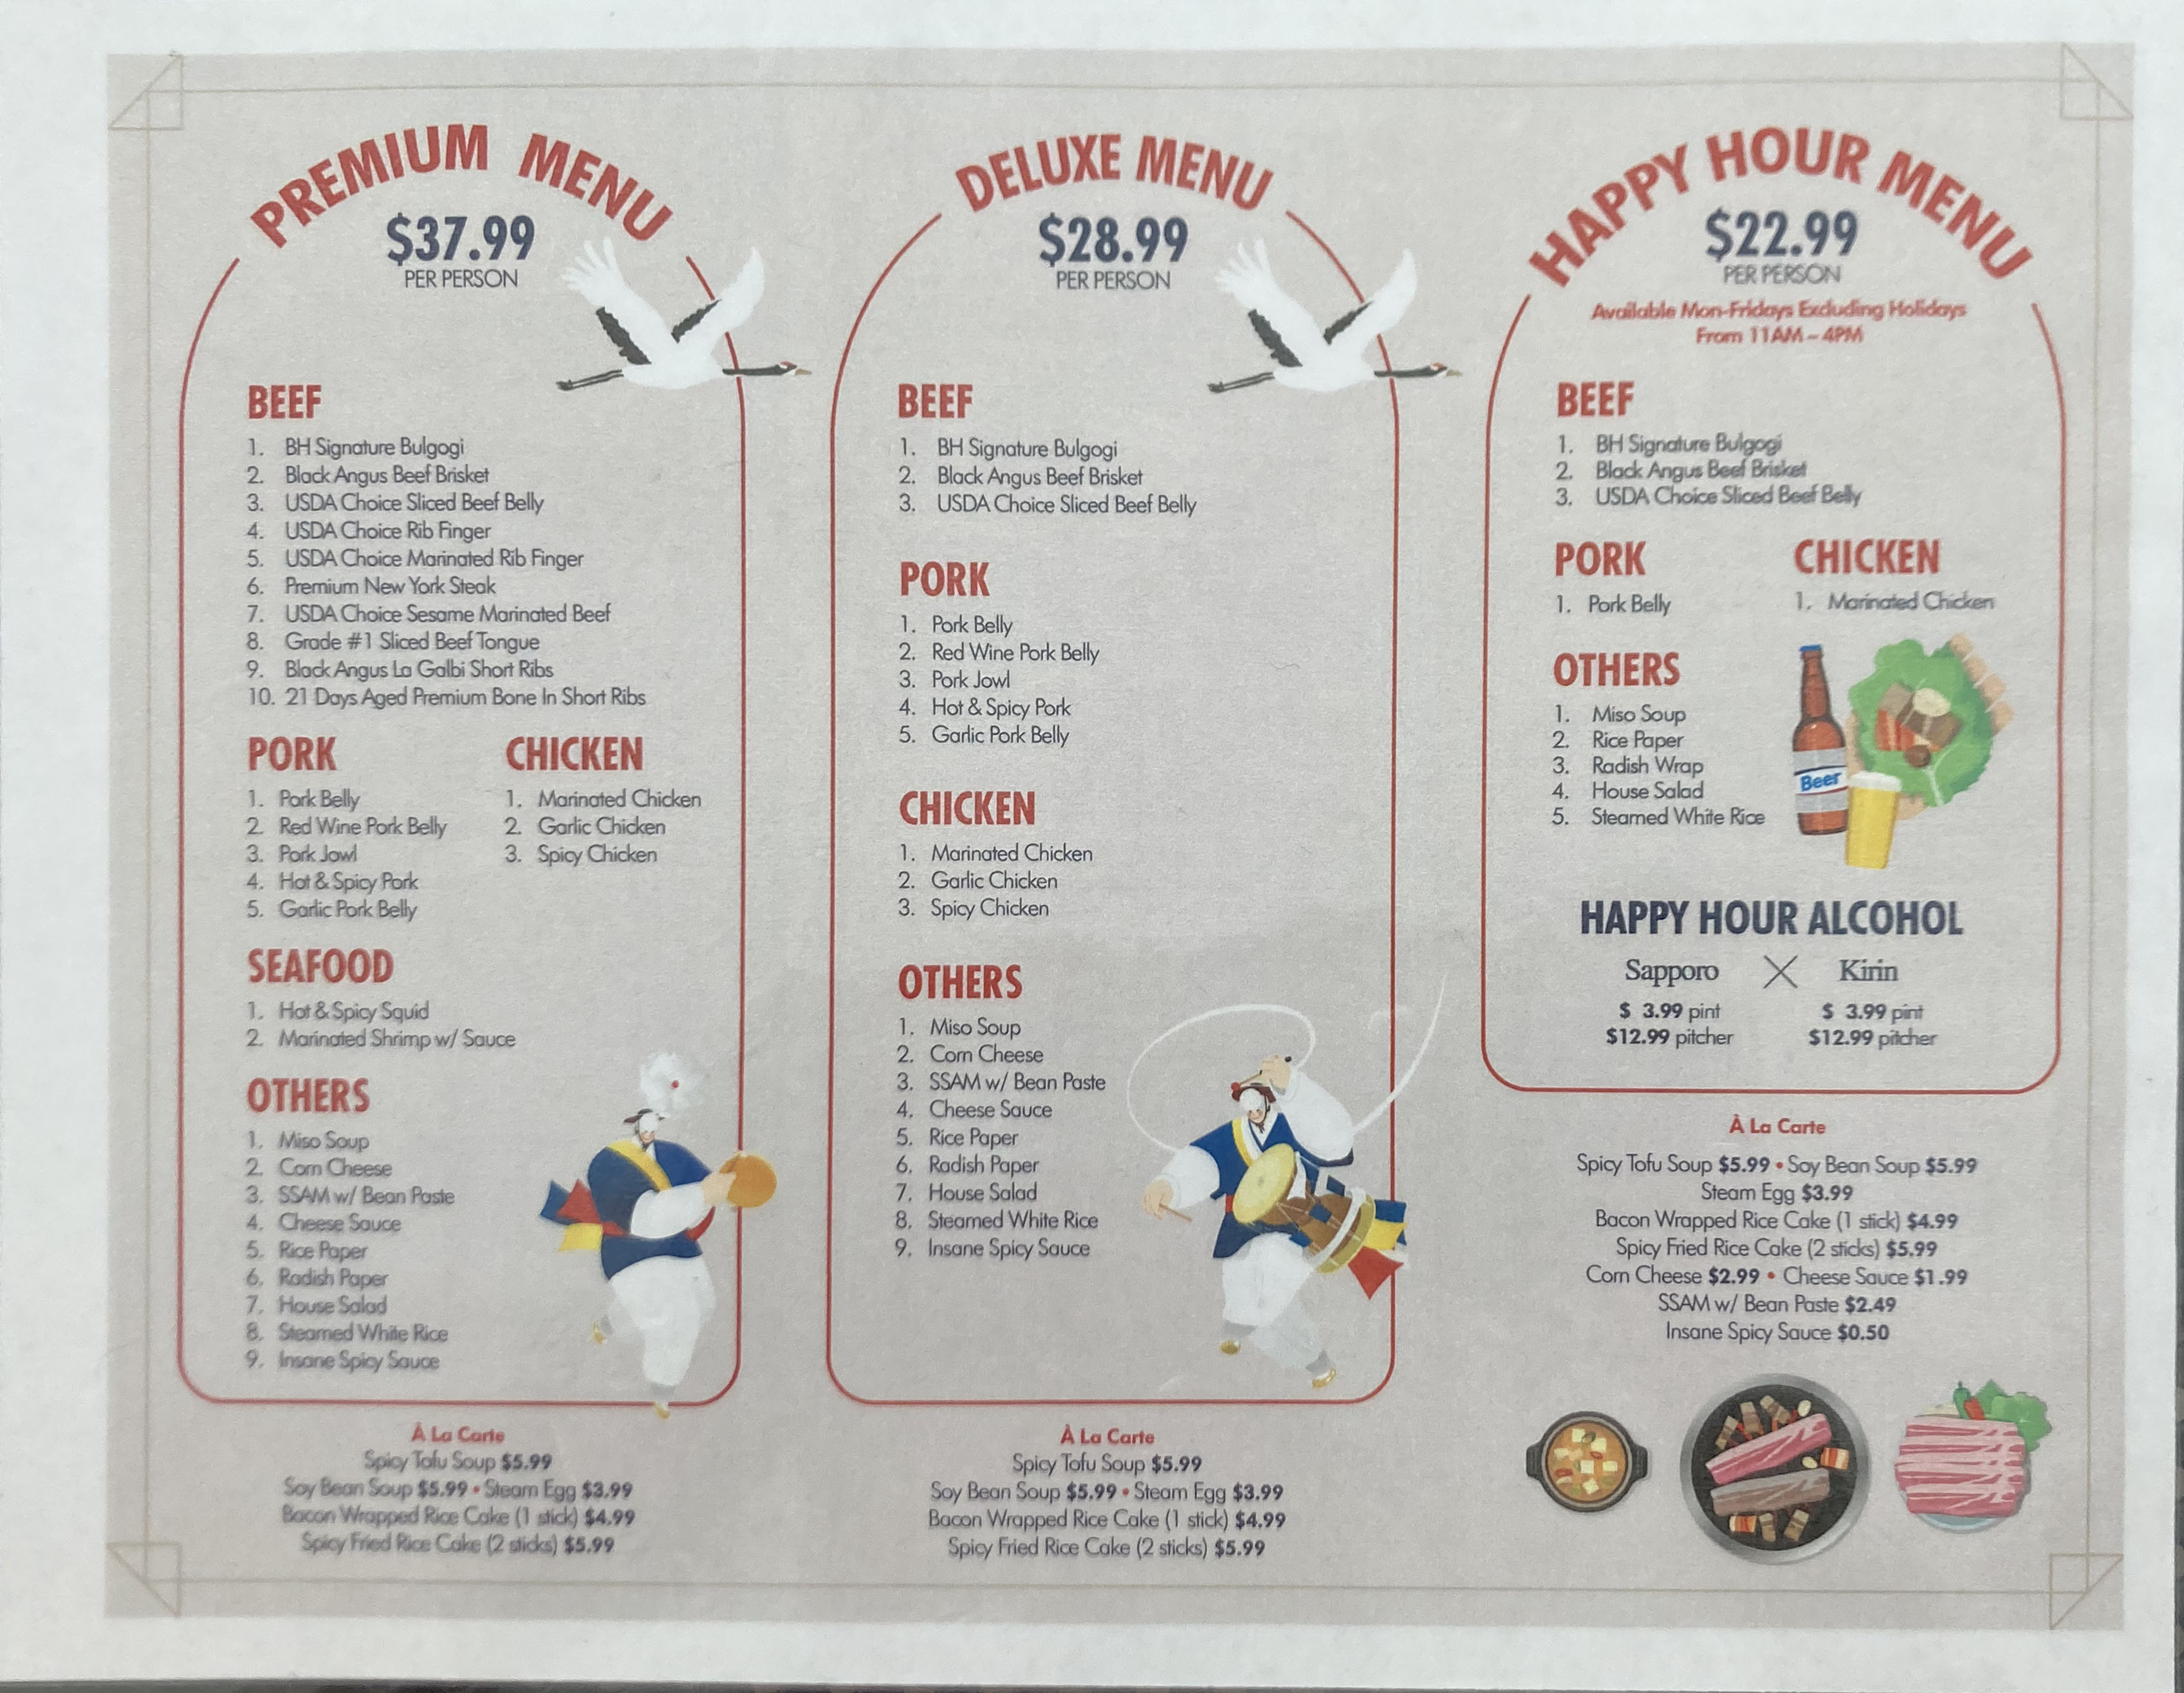 PREMIUM MENU
$37.99
PER PERSON
BEEF
1. BH Signature Bulgogi
2. Black Angus Beef Brisket
3. USDA Choice Sliced Beef Belly
4. USDA Choice Rib Finger
5. USDA Choice Marinated Rib Finger
6. Premium New York Steak
7. USDA Choice Sesame Marinated Beef
8. Grade #1 Sliced Beef Tongue
9. Black Angus La Galbi Short Ribs
10. 21 Days Aged Premium Bone In Short Ribs
PORK
1. Pork Belly
2. Red Wine Pork Belly
3. Pork Jowl
4. Hot & Spicy Pork
5. Garlic Pork Belly
CHICKEN
1. Marinated Chicken
2. Garlic Chicken
3. Spicy Chicken
SEAFOOD
1. Hot & Spicy Squid
2. Marinated Shrimp w/ Sauce
OTHERS
1. Miso Soup
2. Corn Cheese
3. SSAM w/ Bean Paste
4. Cheese Sauce
5. Rice Paper
6. Radish Paper
7. House Salad
8. Steamed White Rice
9. Insane Spicy Sauce
À La Carte
Spicy Tofu Soup $5.99
Soy Bean Soup $5.99 • Steam Egg $3.99
Bacon Wrapped Rice Cake (1 stick) $4.99
Spicy Fried Rice Cake (2 sticks) $5.99
DELUXE MENU
$28.99
PER PERSON
BEEF
1. BH Signature Bulgogi
2. Black Angus Beef Brisket
3. USDA Choice Sliced Beef Belly
PORK
1. Pork Belly
2. Red Wine Pork Belly
3. Pork Jowl
4. Hot & Spicy Pork
5. Garlic Pork Belly
CHICKEN
1. Marinated Chicken
2. Garlic Chicken
3. Spicy Chicken
OTHERS
1. Miso Soup
2. Corn Cheese
3. SSAM w/ Bean Paste
4. Cheese Sauce
5. Rice Paper
6. Radish Paper
7. House Salad
8. Steamed White Rice
9. Insane Spicy Sauce
À La Carte
Spicy Tofu Soup $5.99
Soy Bean Soup $5.99 • Steam Egg $3.99
Bacon Wrapped Rice Cake (1 stick) $4.99
Spicy Fried Rice Cake (2 sticks) $5.99
HAPPY HOUR MENU
$22.99
PER PERSON
Available Mon-Fridays Excluding Holidays
From 11AM – 4PM
BEEF
1. BH Signature Bulgogi
2. Black Angus Beef Brisket
3. USDA Choice Sliced Beef Belly
PORK
1. Pork Belly
CHICKEN
1. Marinated Chicken
OTHERS
1. Miso Soup
2. Rice Paper
3. Radish Wrap
4. House Salad
5. Steamed White Rice
Beer
HAPPY HOUR ALCOHOL
Sapporo X Kirin
$ 3.99 pint $ 3.99 pint
$12.99 pitcher $12.99 pitcher
À La Carte
Spicy Tofu Soup $5.99 • Soy Bean Soup $5.99
Steam Egg $3.99
Bacon Wrapped Rice Cake (1 stick) $4.99
Spicy Fried Rice Cake (2 sticks) $5.99
Corn Cheese $2.99 • Cheese Sauce $1.99
SSAM w/ Bean Paste $2.49
Insane Spicy Sauce $0.50